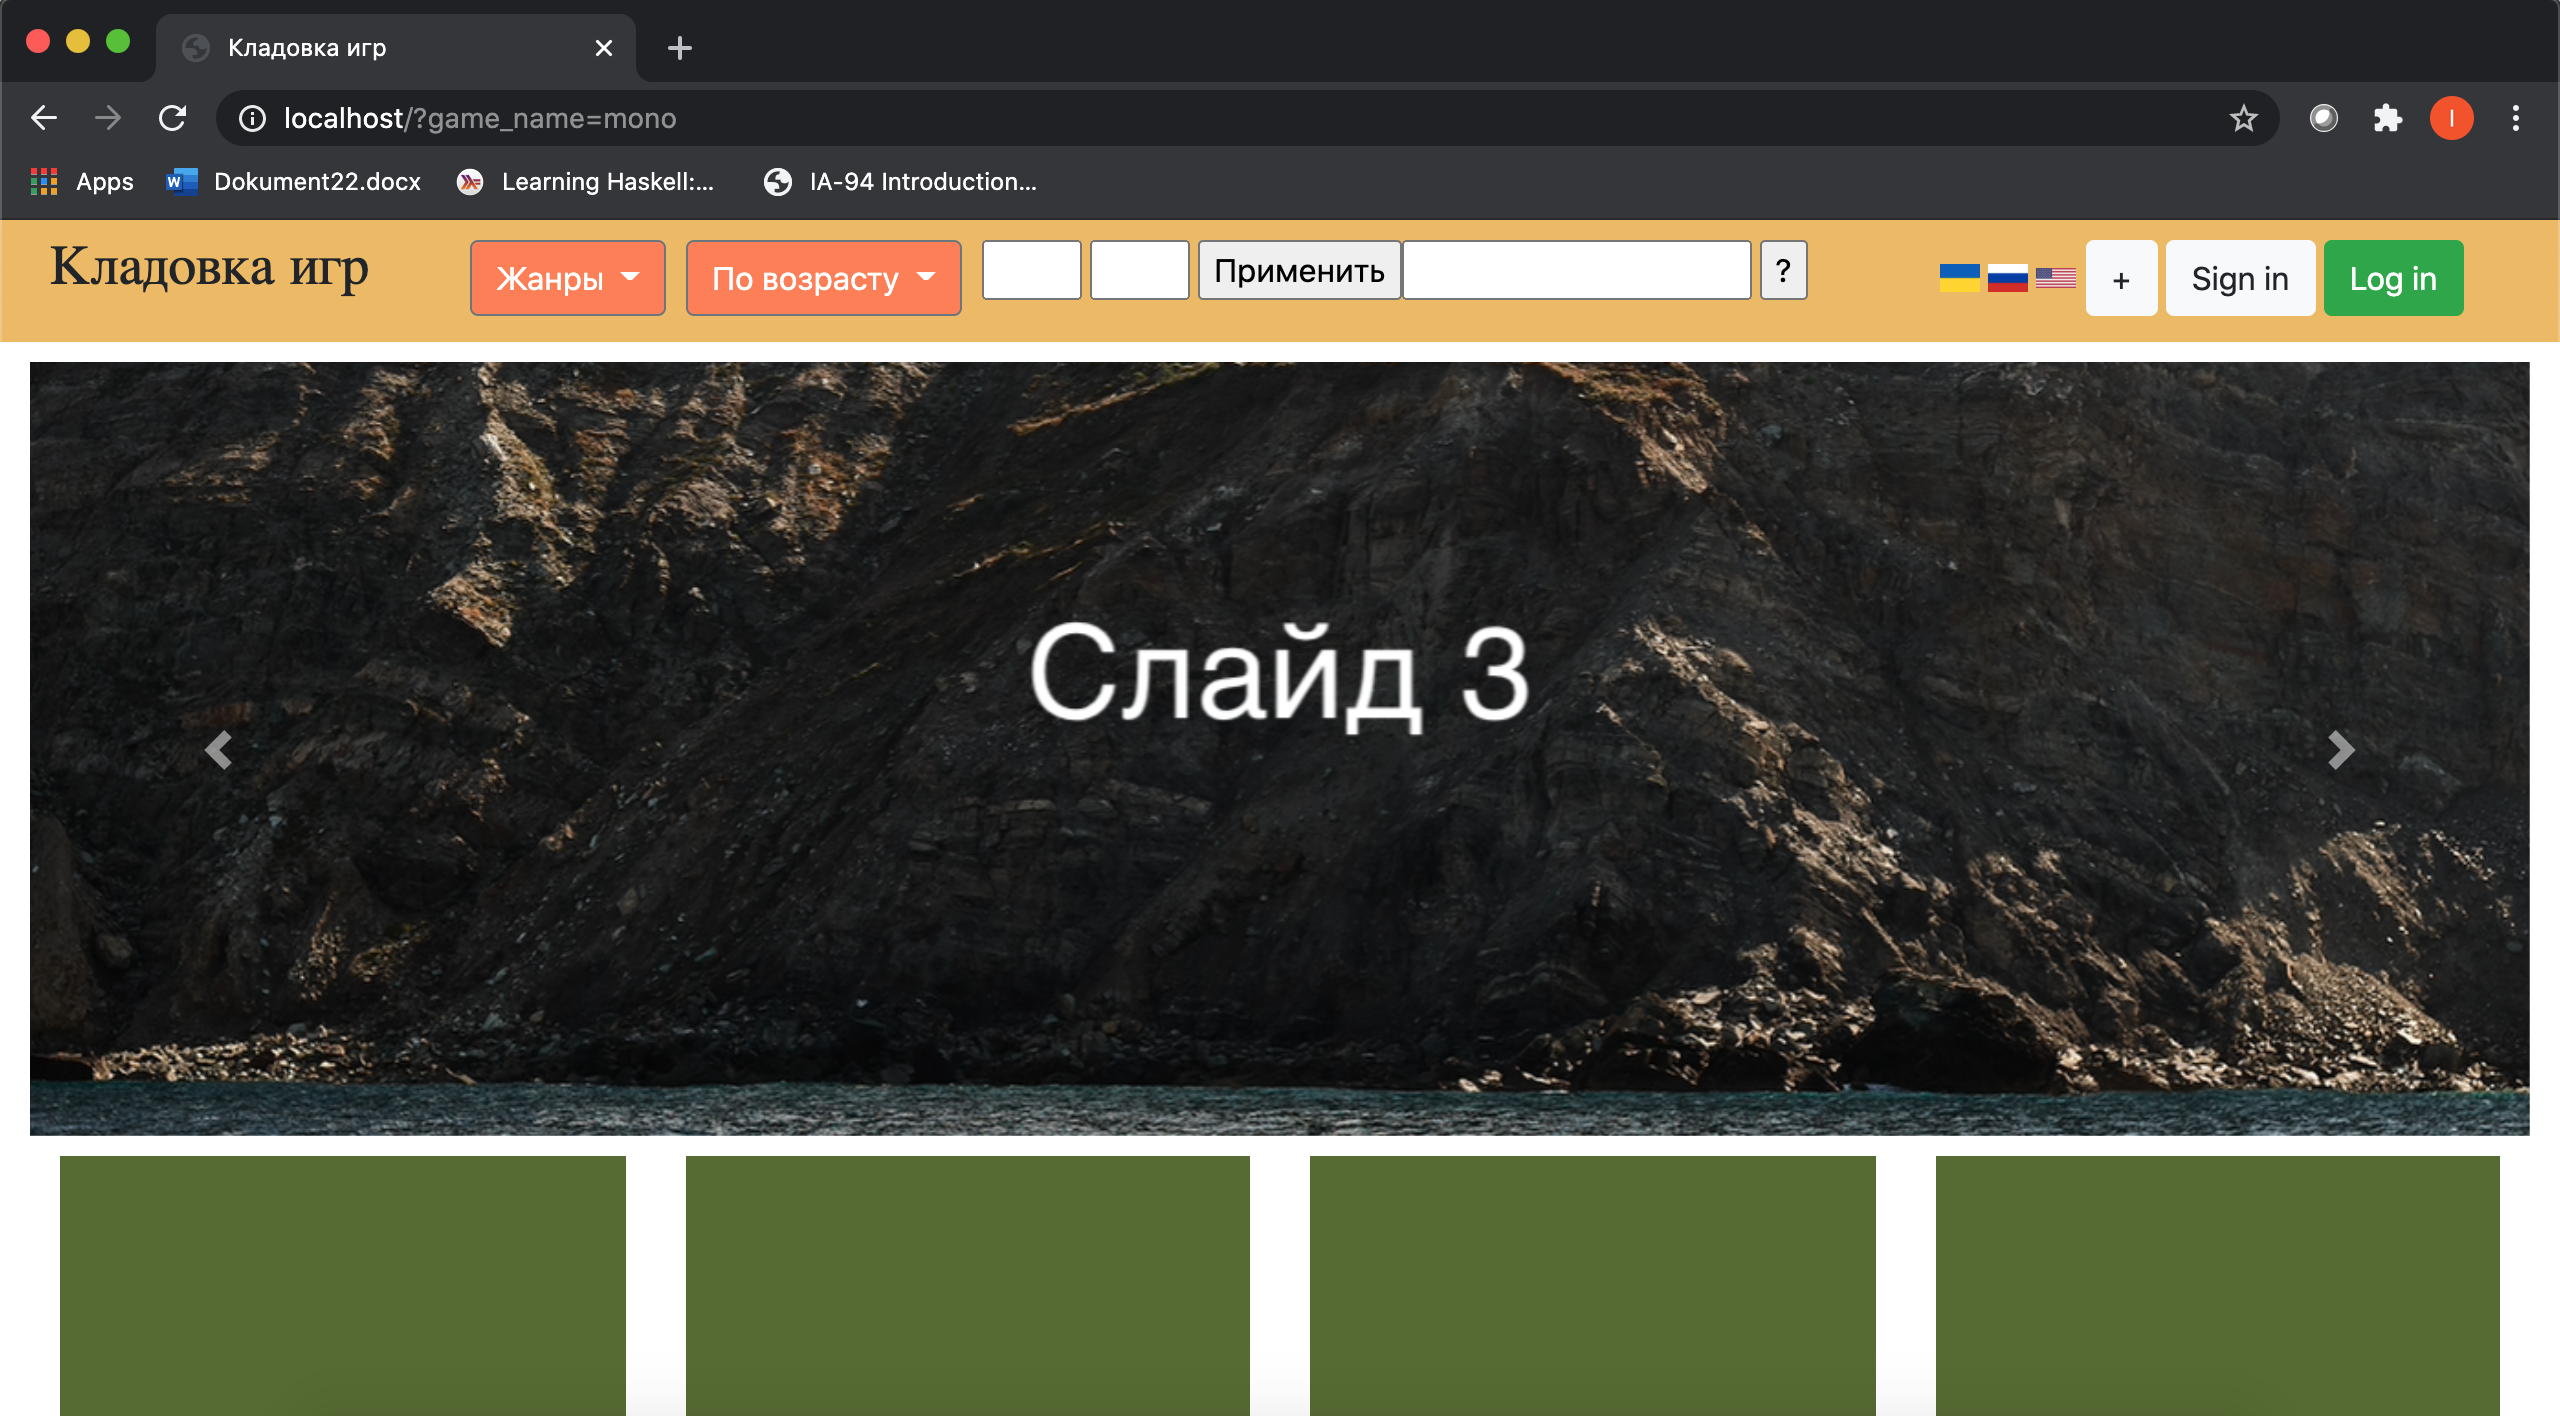 Кладовка игр
localhost/?game_name=mono
I
Apps
Dokument22.docx
Learning Haskell:...
IA-94 Introduction...
Кладовка игр
Жанры
По возрасту
Применить
?
+
Sign in
Log in
Слайд 3